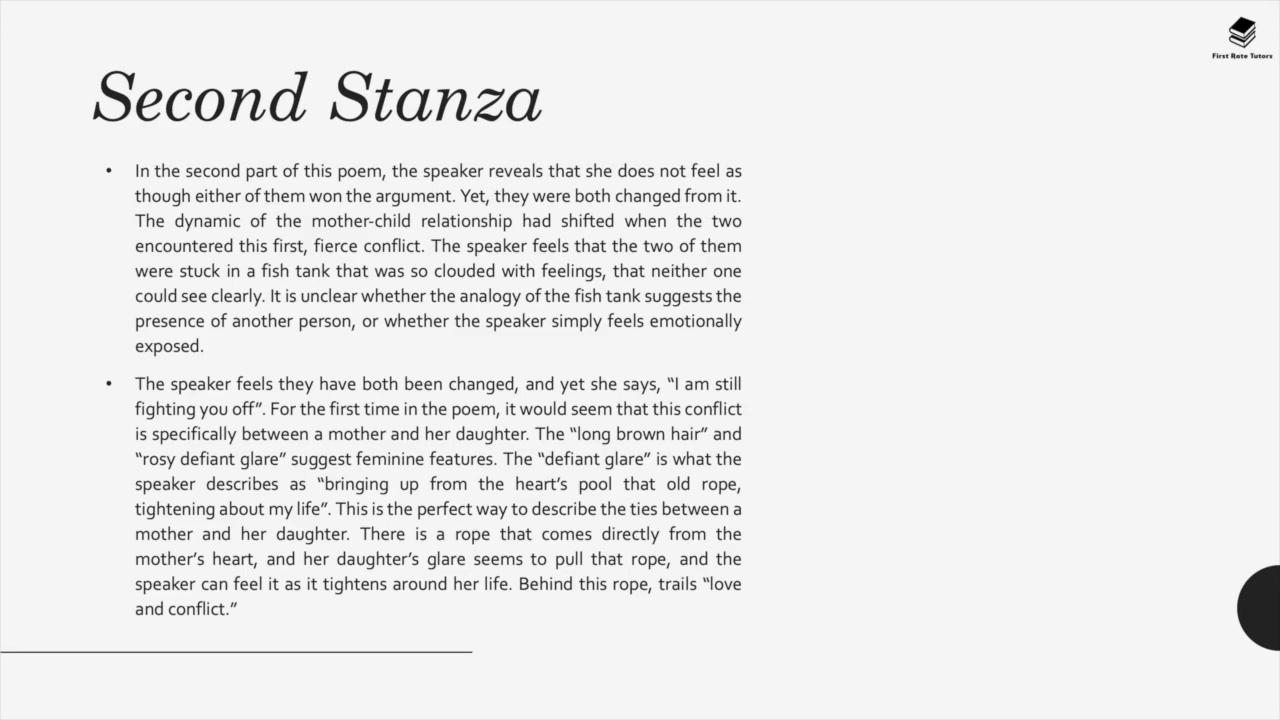 First Rate Tutors
Second Stanza
• In the second part of this poem, the speaker reveals that she does not feel as
though either of them won the argument. Yet, they were both changed from it.
The dynamic of the mother-child relationship had shifted when the two
encountered this first, fierce conflict. The speaker feels that the two of them
were stuck in a fish tank that was so clouded with feelings, that neither one
could see clearly. It is unclear whether the analogy of the fish tank suggests the
presence of another person, or whether the speaker simply feels emotionally
exposed.
• The speaker feels they have both been changed, and yet she says, “I am still
fighting you off”. For the first time in the poem, it would seem that this conflict
is specifically between a mother and her daughter. The “long brown hair” and
“rosy defiant glare” suggest feminine features. The “defiant glare” is what the
speaker describes as “bringing up from the heart’s pool that old rope,
tightening about my life”. This is the perfect way to describe the ties between a
mother and her daughter. There is a rope that comes directly from the
mother’s heart, and her daughter’s glare seems to pull that rope, and the
speaker can feel it as it tightens around her life. Behind this rope, trails “love
and conflict.”